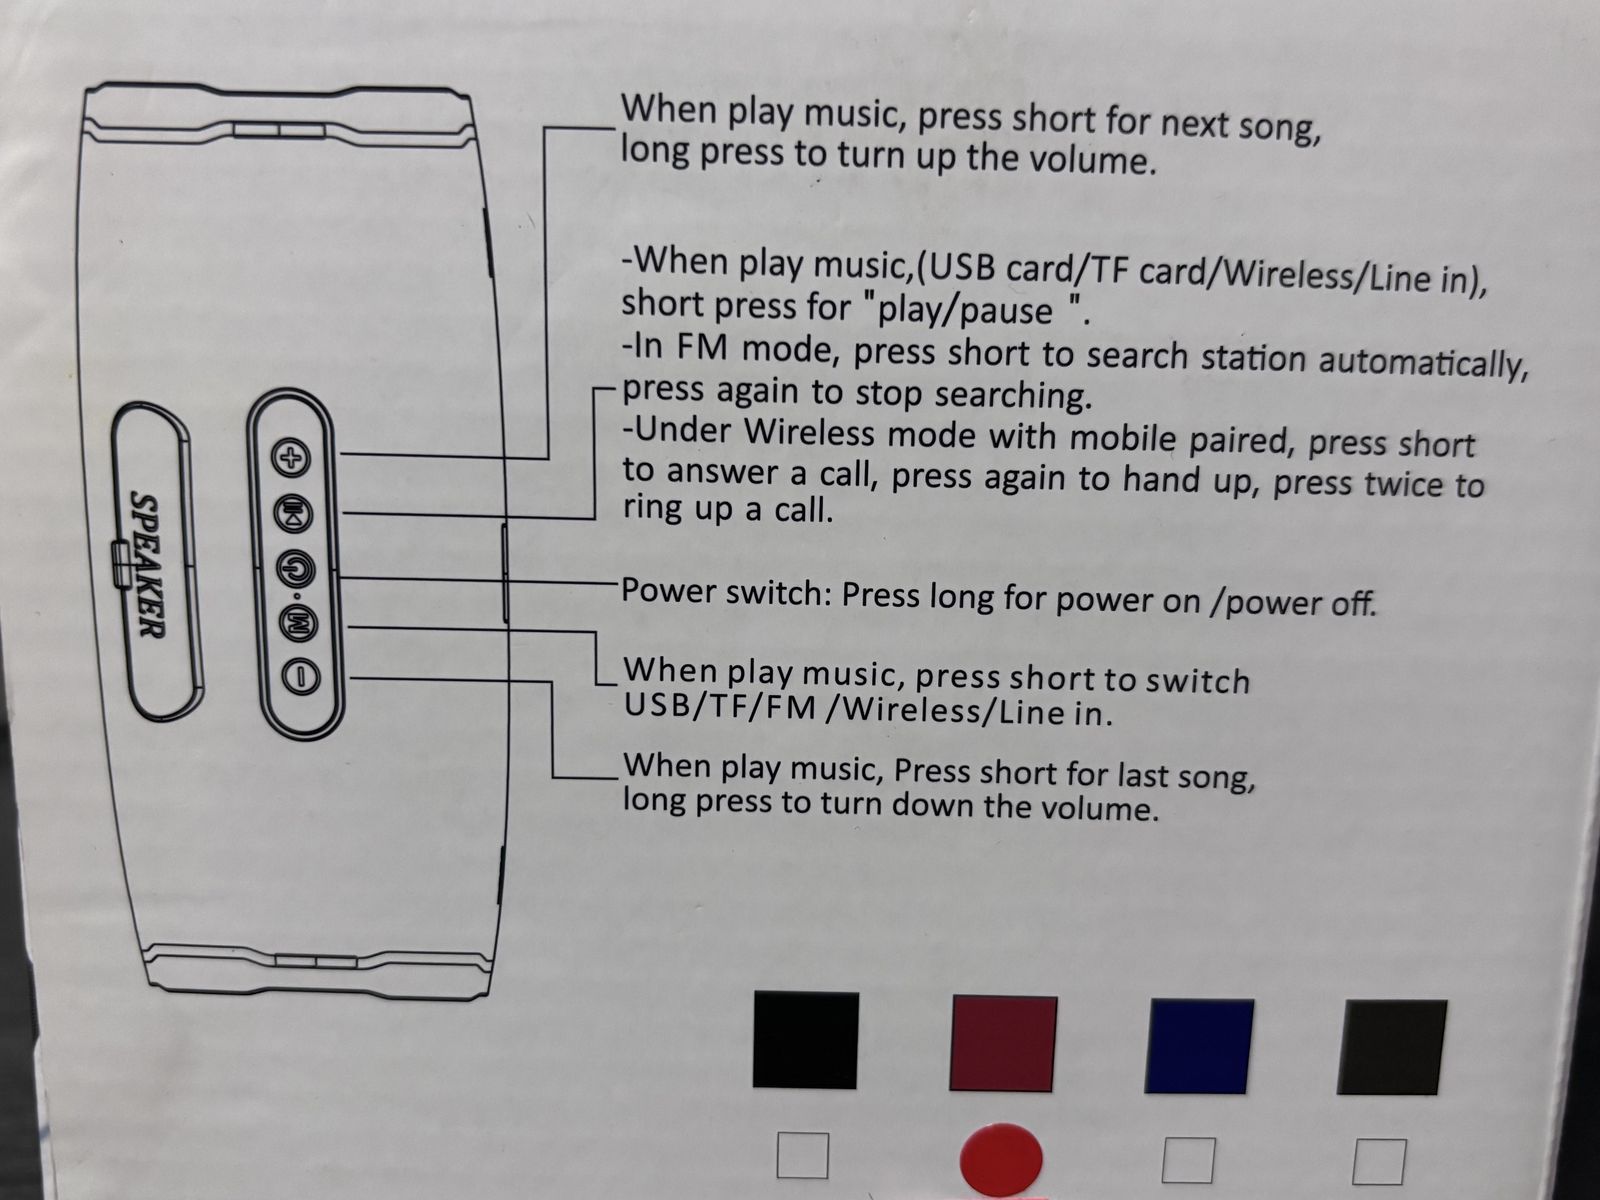 When play music, press short for next song,
long press to turn up the volume.
-When play music,(USB card/TF card/Wireless/Line in),
short press for "play/pause ".
-In FM mode, press short to search station automatically,
press again to stop searching.
-Under Wireless mode with mobile paired, press short
to answer a call, press again to hand up, press twice to
ring up a call.
Power switch: Press long for power on /power off.
When play music, press short to switch
USB/TF/FM /Wireless/Line in.
When play music, Press short for last song,
long press to turn down the volume.
SPEAKER
M